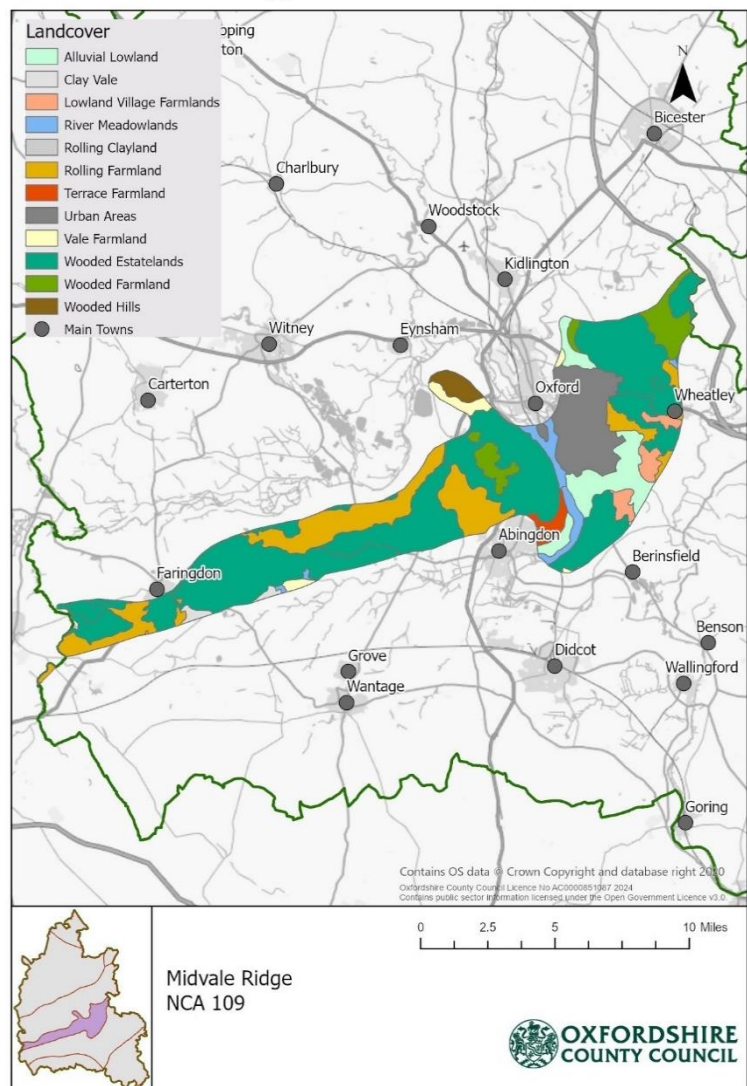 Landcover
Alluvial Lowland
Clay Vale
Lowland Village Farmlands
River Meadowlands
Rolling Clayland
Rolling Farmland
Terrace Farmland
Urban Areas
Vale Farmland
Wooded Estatelands
Wooded Farmland
Wooded Hills
Main Towns
pping
ton
N
Bicester
Charlbury
Woodstock
Kidlington
Witney
Eynsham
Carterton
Oxford
Wheatley
Abingdon
Faringdon
Berinsfield
Benson
Didcot
Grove
Wallingford
Wantage
Goring
Contains OS data © Crown Copyright and database right 2020
Oxfordshire County Council Licence No AC0000851087 2024
Contains public sector information licensed under the Open Government Licence v3.0
0 2.5 5 10 Miles
Midvale Ridge
NCA 109
OXFORDSHIRE
COUNTY COUNCIL